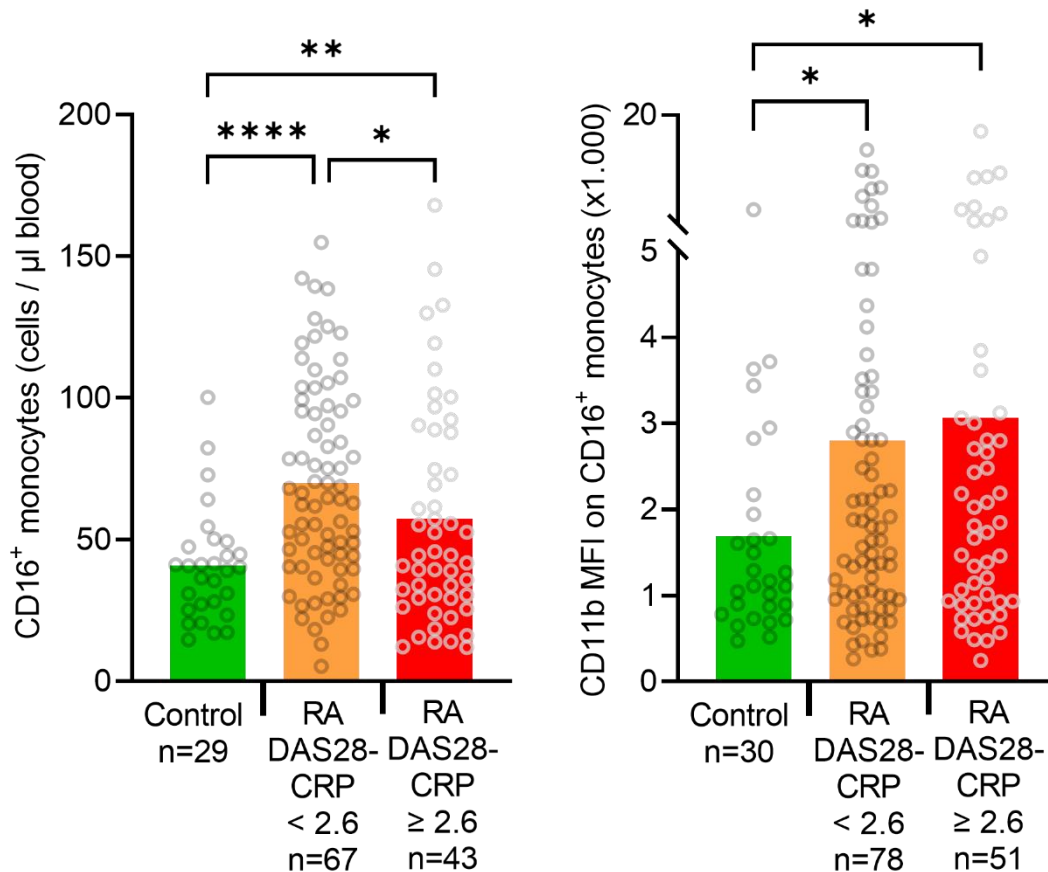 CD16⁺ monocytes (cells / µl blood)
200
150
100
50
0
**
****
*
Control
n=29
RA
DAS28-
CRP
< 2.6
n=67
RA
DAS28-
CRP
≥ 2.6
n=43
CD11b MFI on CD16⁺ monocytes (x1.000)
20
5
4
3
2
1
0
*
*
Control
n=30
RA
DAS28-
CRP
< 2.6
n=78
RA
DAS28-
CRP
≥ 2.6
n=51